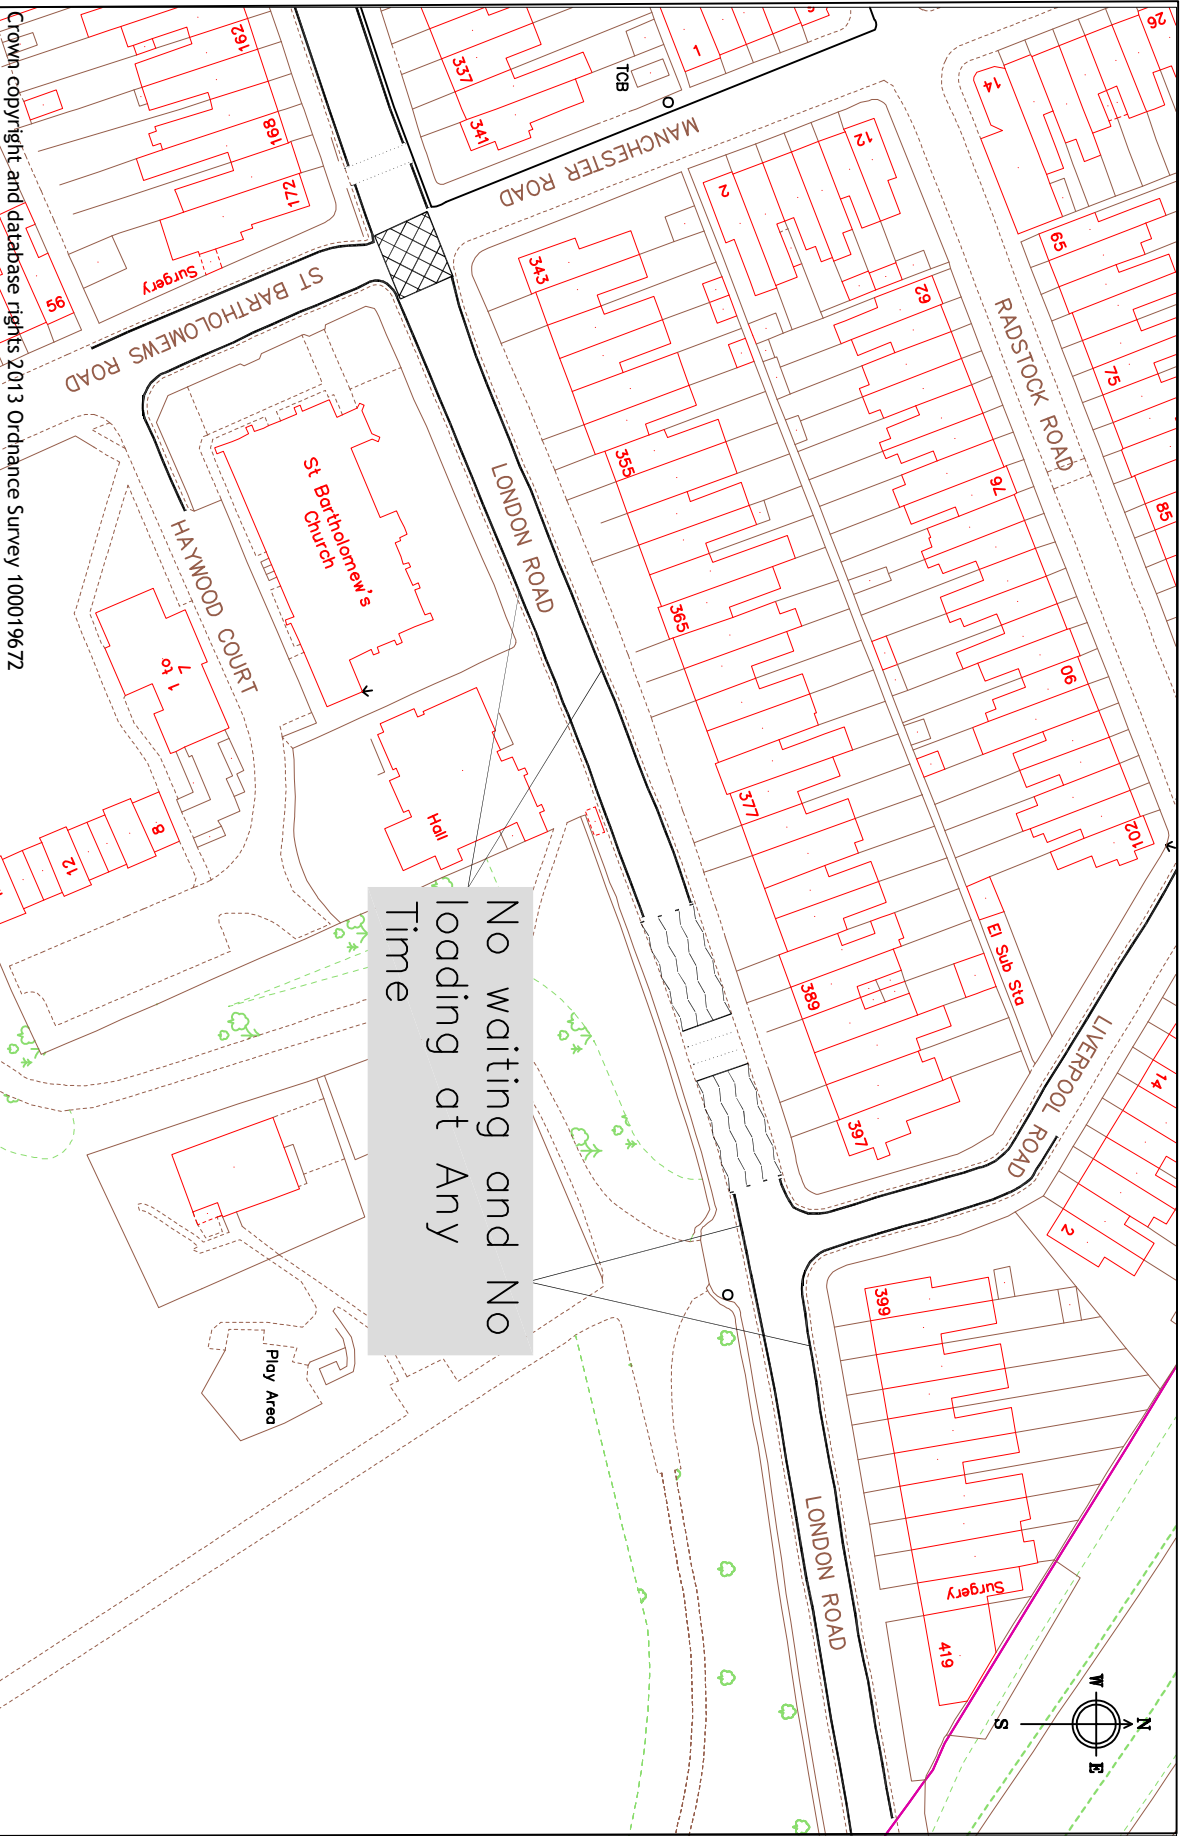 26
14
65
75
85
RADSTOCK ROAD
12
2
62
76
90
102
El Sub Sta
1
TCB
MANCHESTER ROAD
337
341
343
355
365
377
389
397
LIVERPOOL ROAD
14
2
162
168
172
Surgery
95
ST BARTHOLOMEWS ROAD
LONDON ROAD
St Bartholomew's
Church
HAYWOOD COURT
1 to
7
Hall
8
12
No waiting and No
loading at Any
Time
Play Area
399
Surgery
419
LONDON ROAD
N
W
E
S
Crown copyright and database rights 2013 Ordnance Survey 100019672